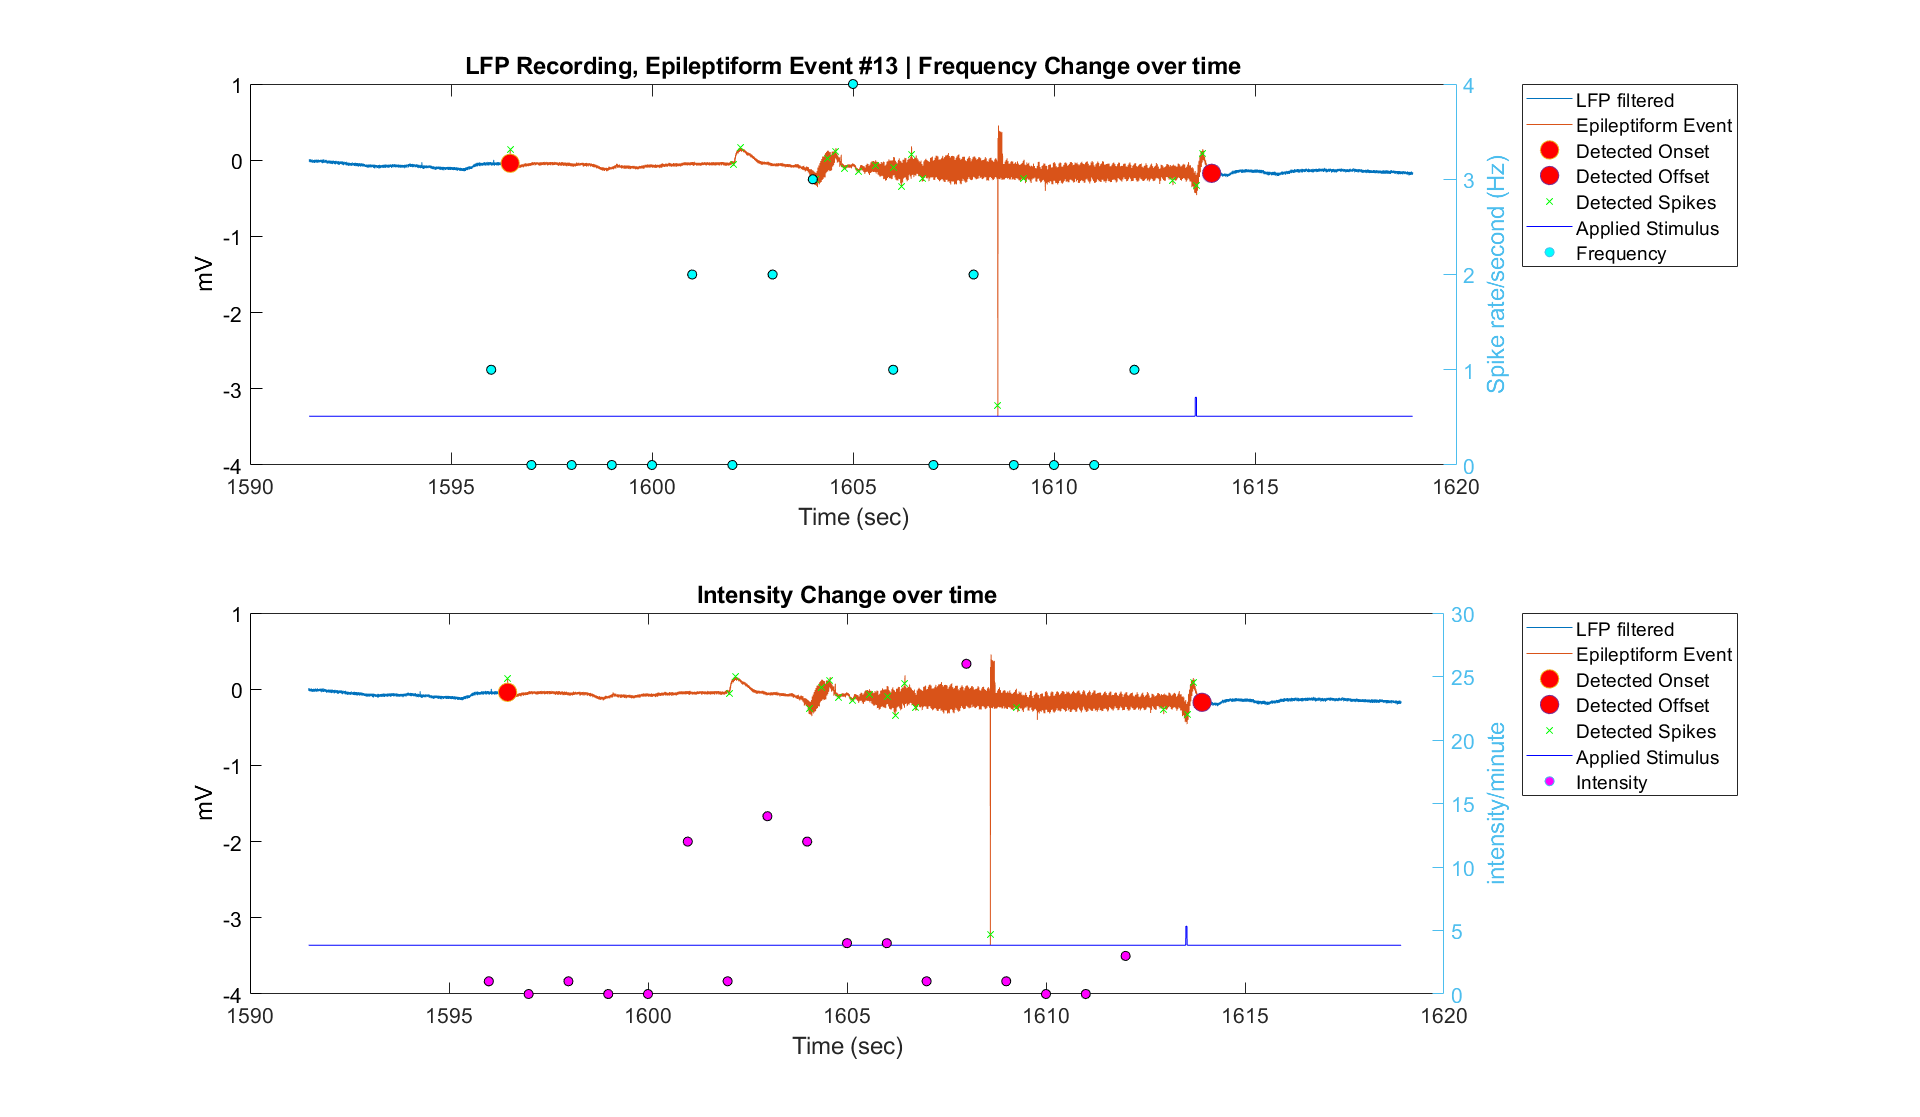 LFP Recording, Epileptiform Event #13 | Frequency Change over time
1
0
-1
-2
-3
-4
mV
4
3
2
1
0
Spike rate/second (Hz)
1590 1595 1600 1605 1610 1615 1620
Time (sec)
LFP filtered
Epileptiform Event
Detected Onset
Detected Offset
Detected Spikes
Applied Stimulus
Frequency
Intensity Change over time
1
0
-1
-2
-3
-4
mV
30
25
20
15
10
5
0
intensity/minute
1590 1595 1600 1605 1610 1615 1620
Time (sec)
LFP filtered
Epileptiform Event
Detected Onset
Detected Offset
Detected Spikes
Applied Stimulus
Intensity